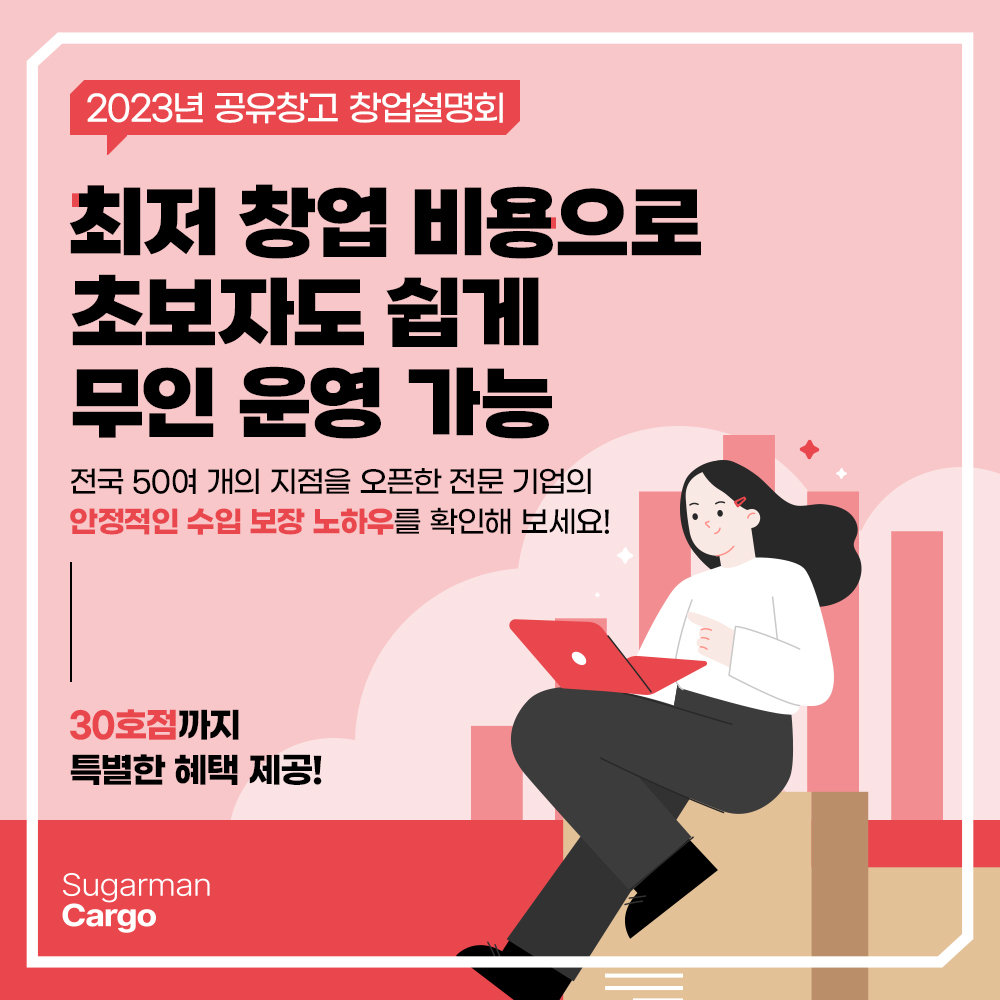 2023년 공유창고 창업설명회
최저 창업 비용으로
초보자도 쉽게
무인 운영 가능
전국 50여 개의 지점을 오픈한 전문 기업의
안정적인 수입 보장 노하우를 확인해 보세요!
30호점까지
특별한 혜택 제공!
Sugarman
Cargo